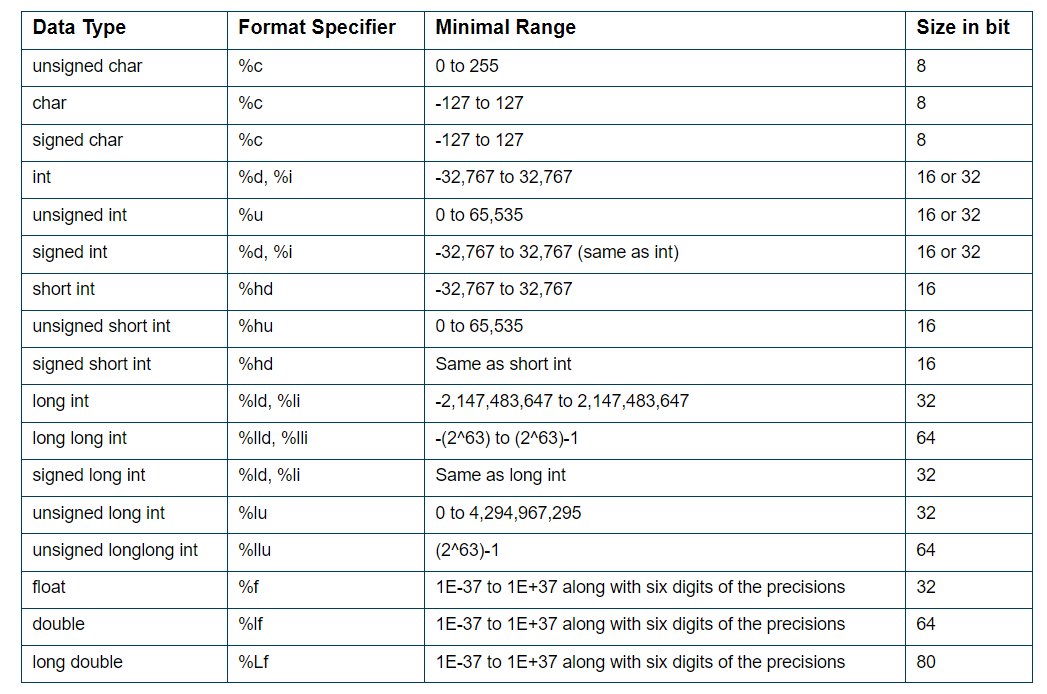 Data Type Format Specifier Minimal Range Size in bit
unsigned char %c 0 to 255 8
char %c -127 to 127 8
signed char %c -127 to 127 8
int %d, %i -32,767 to 32,767 16 or 32
unsigned int %u 0 to 65,535 16 or 32
signed int %d, %i -32,767 to 32,767 (same as int) 16 or 32
short int %hd -32,767 to 32,767 16
unsigned short int %hu 0 to 65,535 16
signed short int %hd Same as short int 16
long int %ld, %li -2,147,483,647 to 2,147,483,647 32
long long int %lld, %lli -(2^63) to (2^63)-1 64
signed long int %ld, %li Same as long int 32
unsigned long int %lu 0 to 4,294,967,295 32
unsigned longlong int %llu (2^63)-1 64
float %f 1E-37 to 1E+37 along with six digits of the precisions 32
double %lf 1E-37 to 1E+37 along with six digits of the precisions 64
long double %Lf 1E-37 to 1E+37 along with six digits of the precisions 80